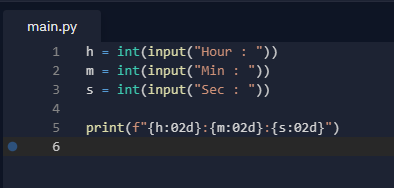 main.py
1 h = int(input("Hour : "))
2 m = int(input("Min : "))
3 s = int(input("Sec : "))
4
5 print(f"{h:02d}:{m:02d}:{s:02d}")
6